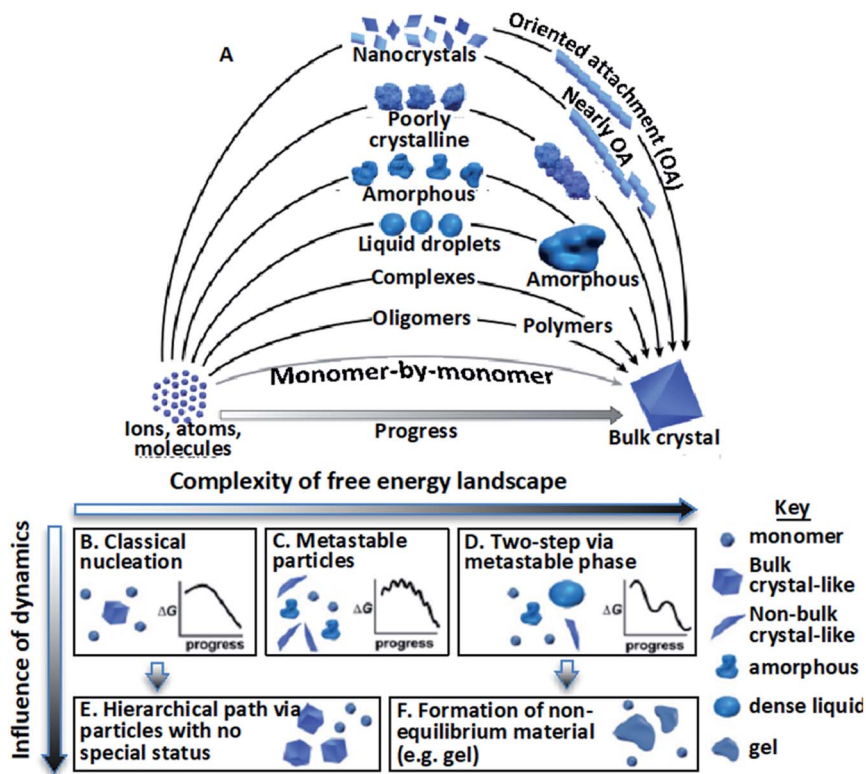 A
Nanocrystals
Oriented attachment (OA)
Nearly OA
Poorly
crystalline
Amorphous
Liquid droplets
Amorphous
Complexes
Oligomers
Polymers
Monomer-by-monomer
Ions, atoms,
molecules
Progress
Bulk crystal
Complexity of free energy landscape
Influence of dynamics
B. Classical
nucleation
ΔG
progress
C. Metastable
particles
ΔG
progress
D. Two-step via
metastable phase
ΔG
progress
E. Hierarchical path via
particles with no
special status
F. Formation of non-
equilibrium material
(e.g. gel)
Key
monomer
Bulk
crystal-like
Non-bulk
crystal-like
amorphous
dense liquid
gel